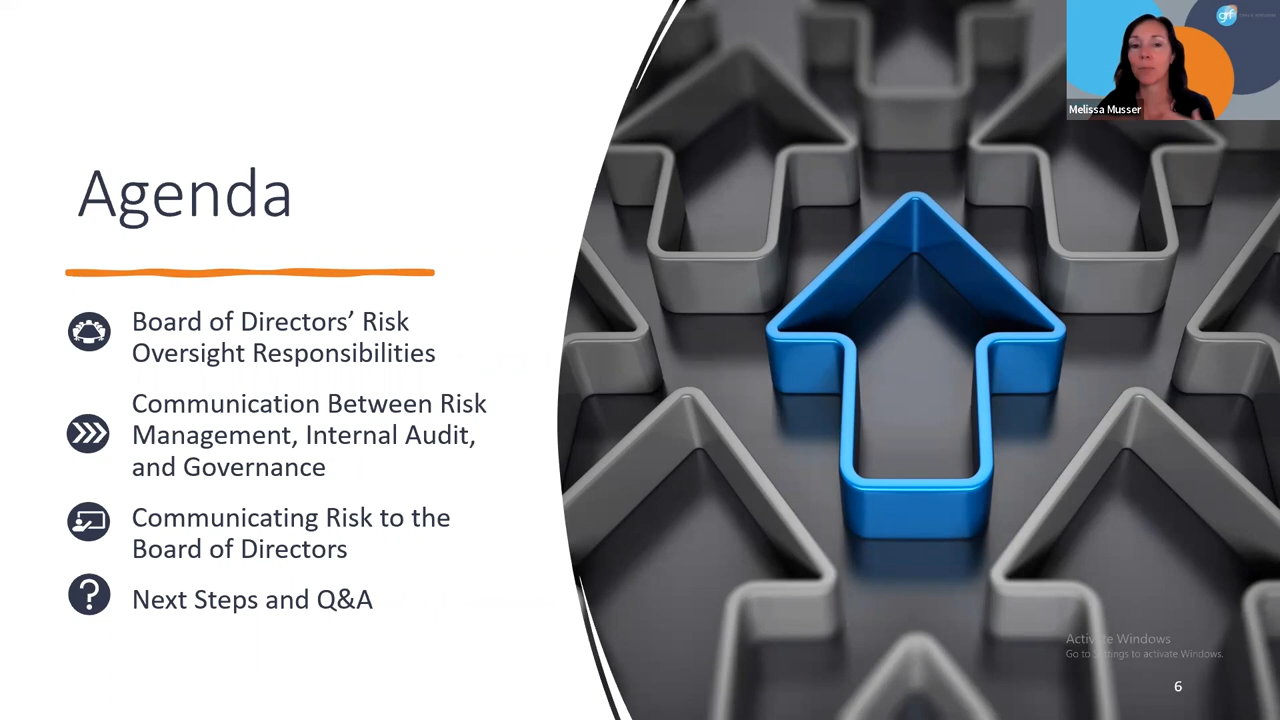 grf
Melissa Musser
Agenda
Board of Directors’ Risk
Oversight Responsibilities
Communication Between Risk
Management, Internal Audit,
and Governance
Communicating Risk to the
Board of Directors
Next Steps and Q&A
Activate Windows
Go to Settings to activate Windows.
6